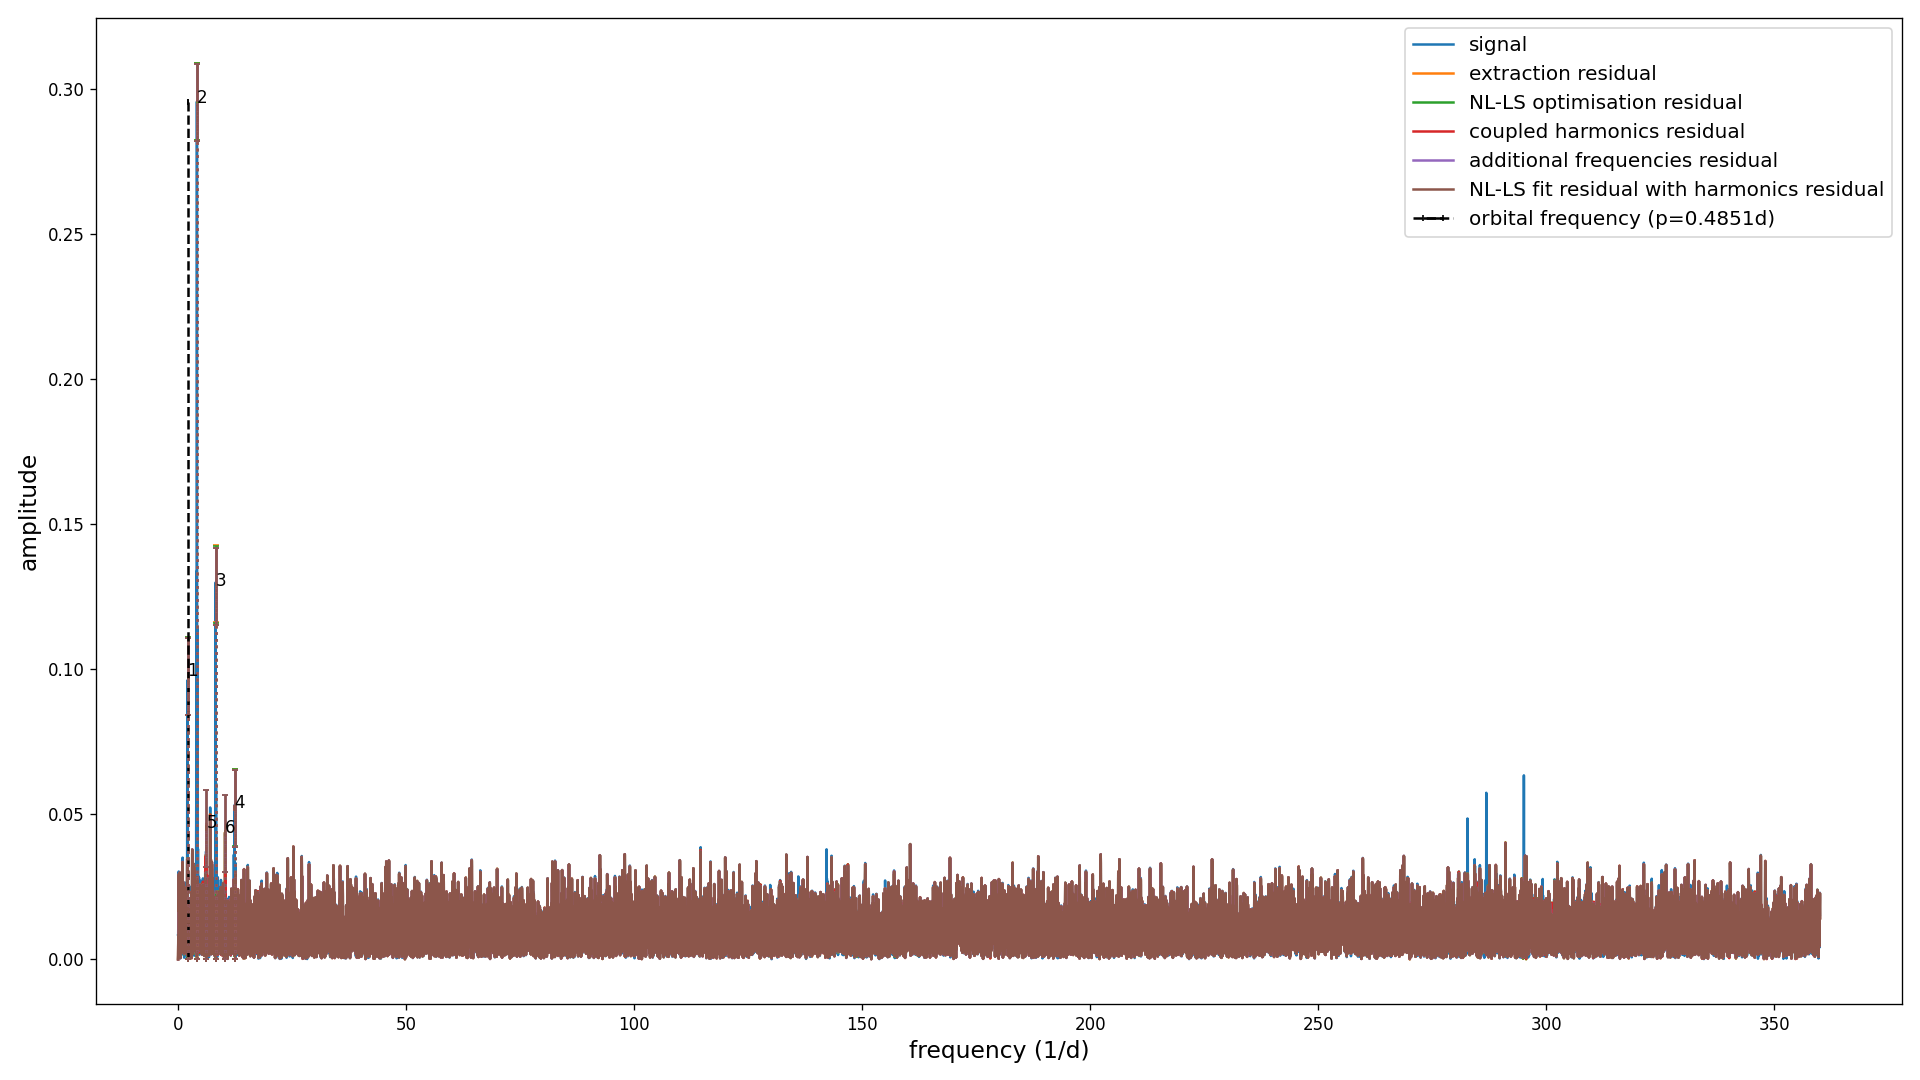 signal
extraction residual
NL-LS optimisation residual
coupled harmonics residual
additional frequencies residual
NL-LS fit residual with harmonics residual
orbital frequency (p=0.4851d)
0.30
0.25
0.20
0.15
0.10
0.05
0.00
amplitude
2
3
1
4
5
6
0
50
100
150
200
250
300
350
frequency (1/d)